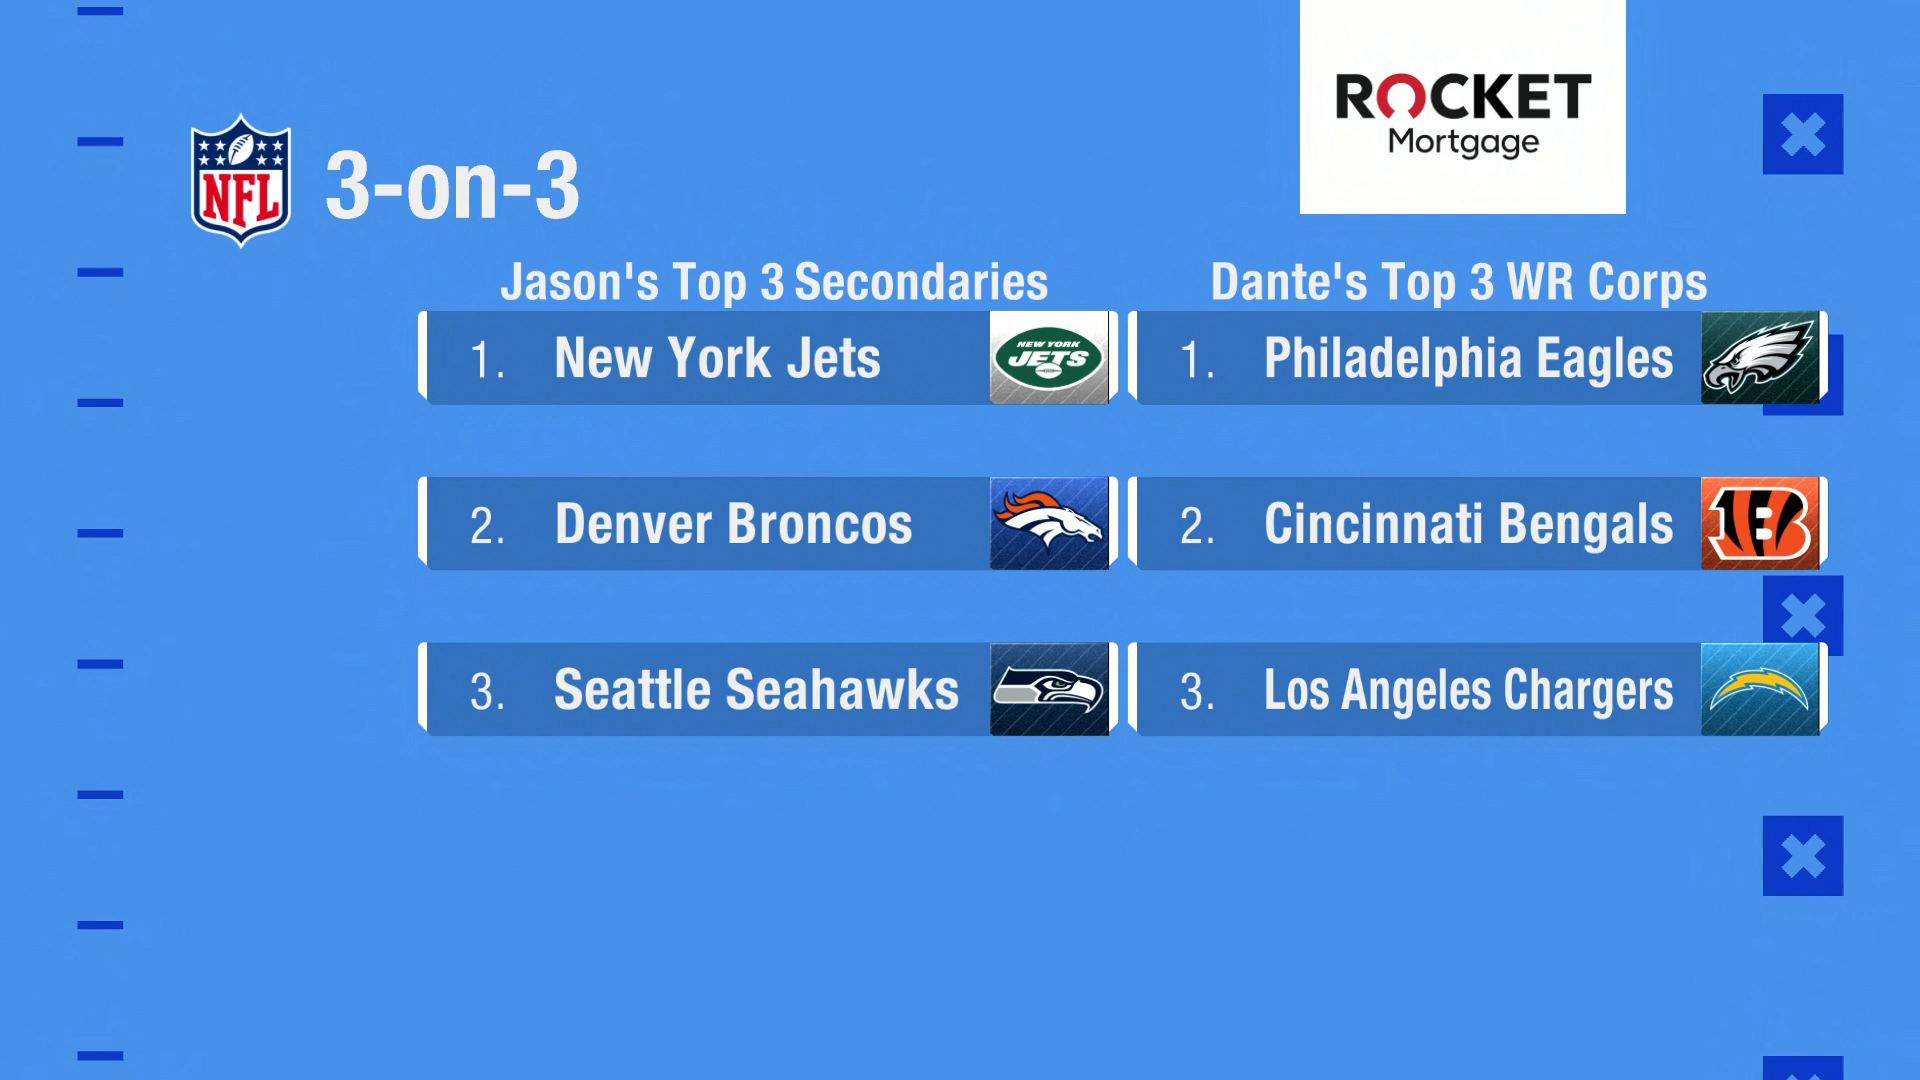 ROCKET
Mortgage
NFL
3-on-3
Jason's Top 3 Secondaries
1. New York Jets
NEW YORK
JETS
2. Denver Broncos
3. Seattle Seahawks
Dante's Top 3 WR Corps
1. Philadelphia Eagles
2. Cincinnati Bengals
B
3. Los Angeles Chargers